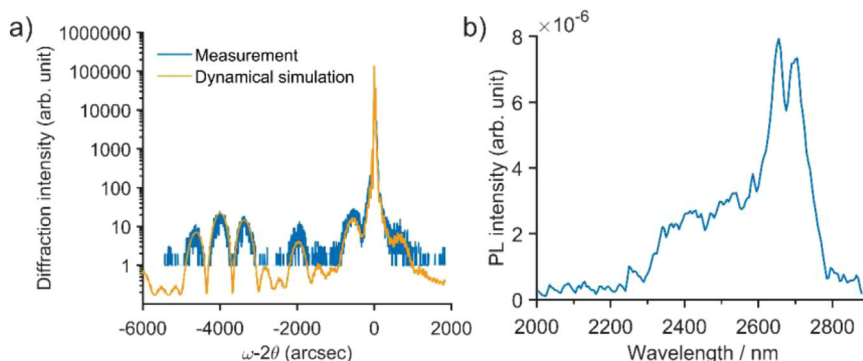 a)
Diffraction intensity (arb. unit)
1000000
100000
10000
1000
100
10
1
Measurement
Dynamical simulation
-6000 -4000 -2000 0 2000
ω-2θ (arcsec)
b)
×10⁻⁶
PL intensity (arb. unit)
8
6
4
2
0
2000 2200 2400 2600 2800
Wavelength / nm